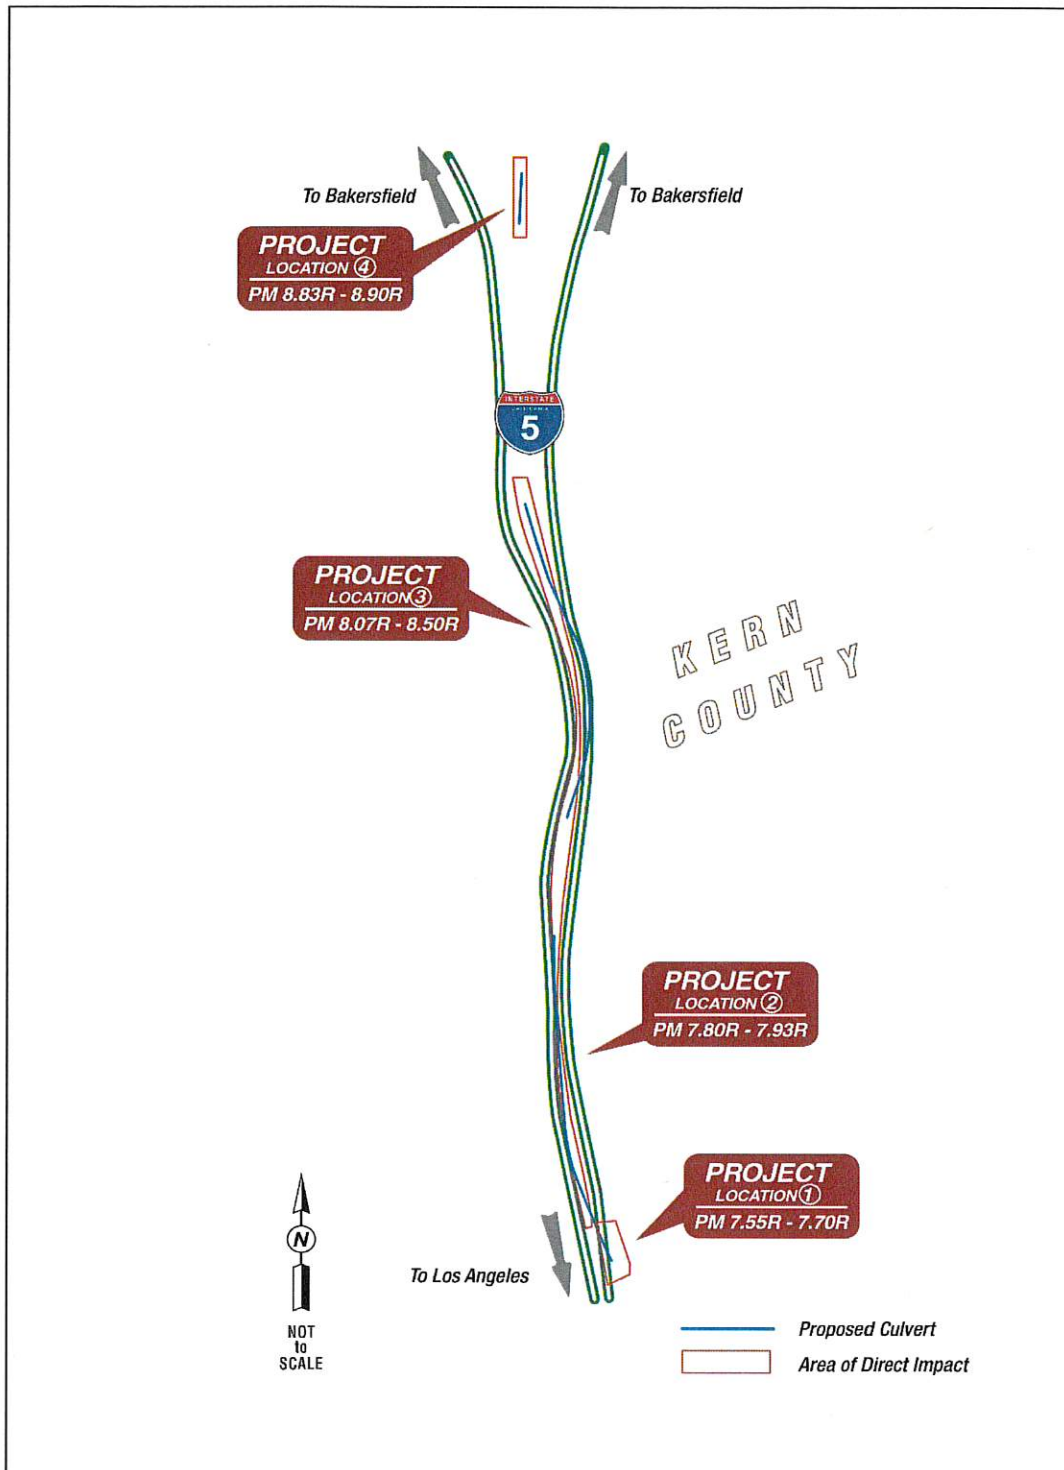 To Bakersfield
To Bakersfield
PROJECT
LOCATION ④
PM 8.83R - 8.90R
INTERSTATE
CALIFORNIA
5
PROJECT
LOCATION ③
PM 8.07R - 8.50R
KERN
COUNTY
PROJECT
LOCATION ②
PM 7.80R - 7.93R
PROJECT
LOCATION ①
PM 7.55R - 7.70R
To Los Angeles
N
NOT
to
SCALE
Proposed Culvert
Area of Direct Impact